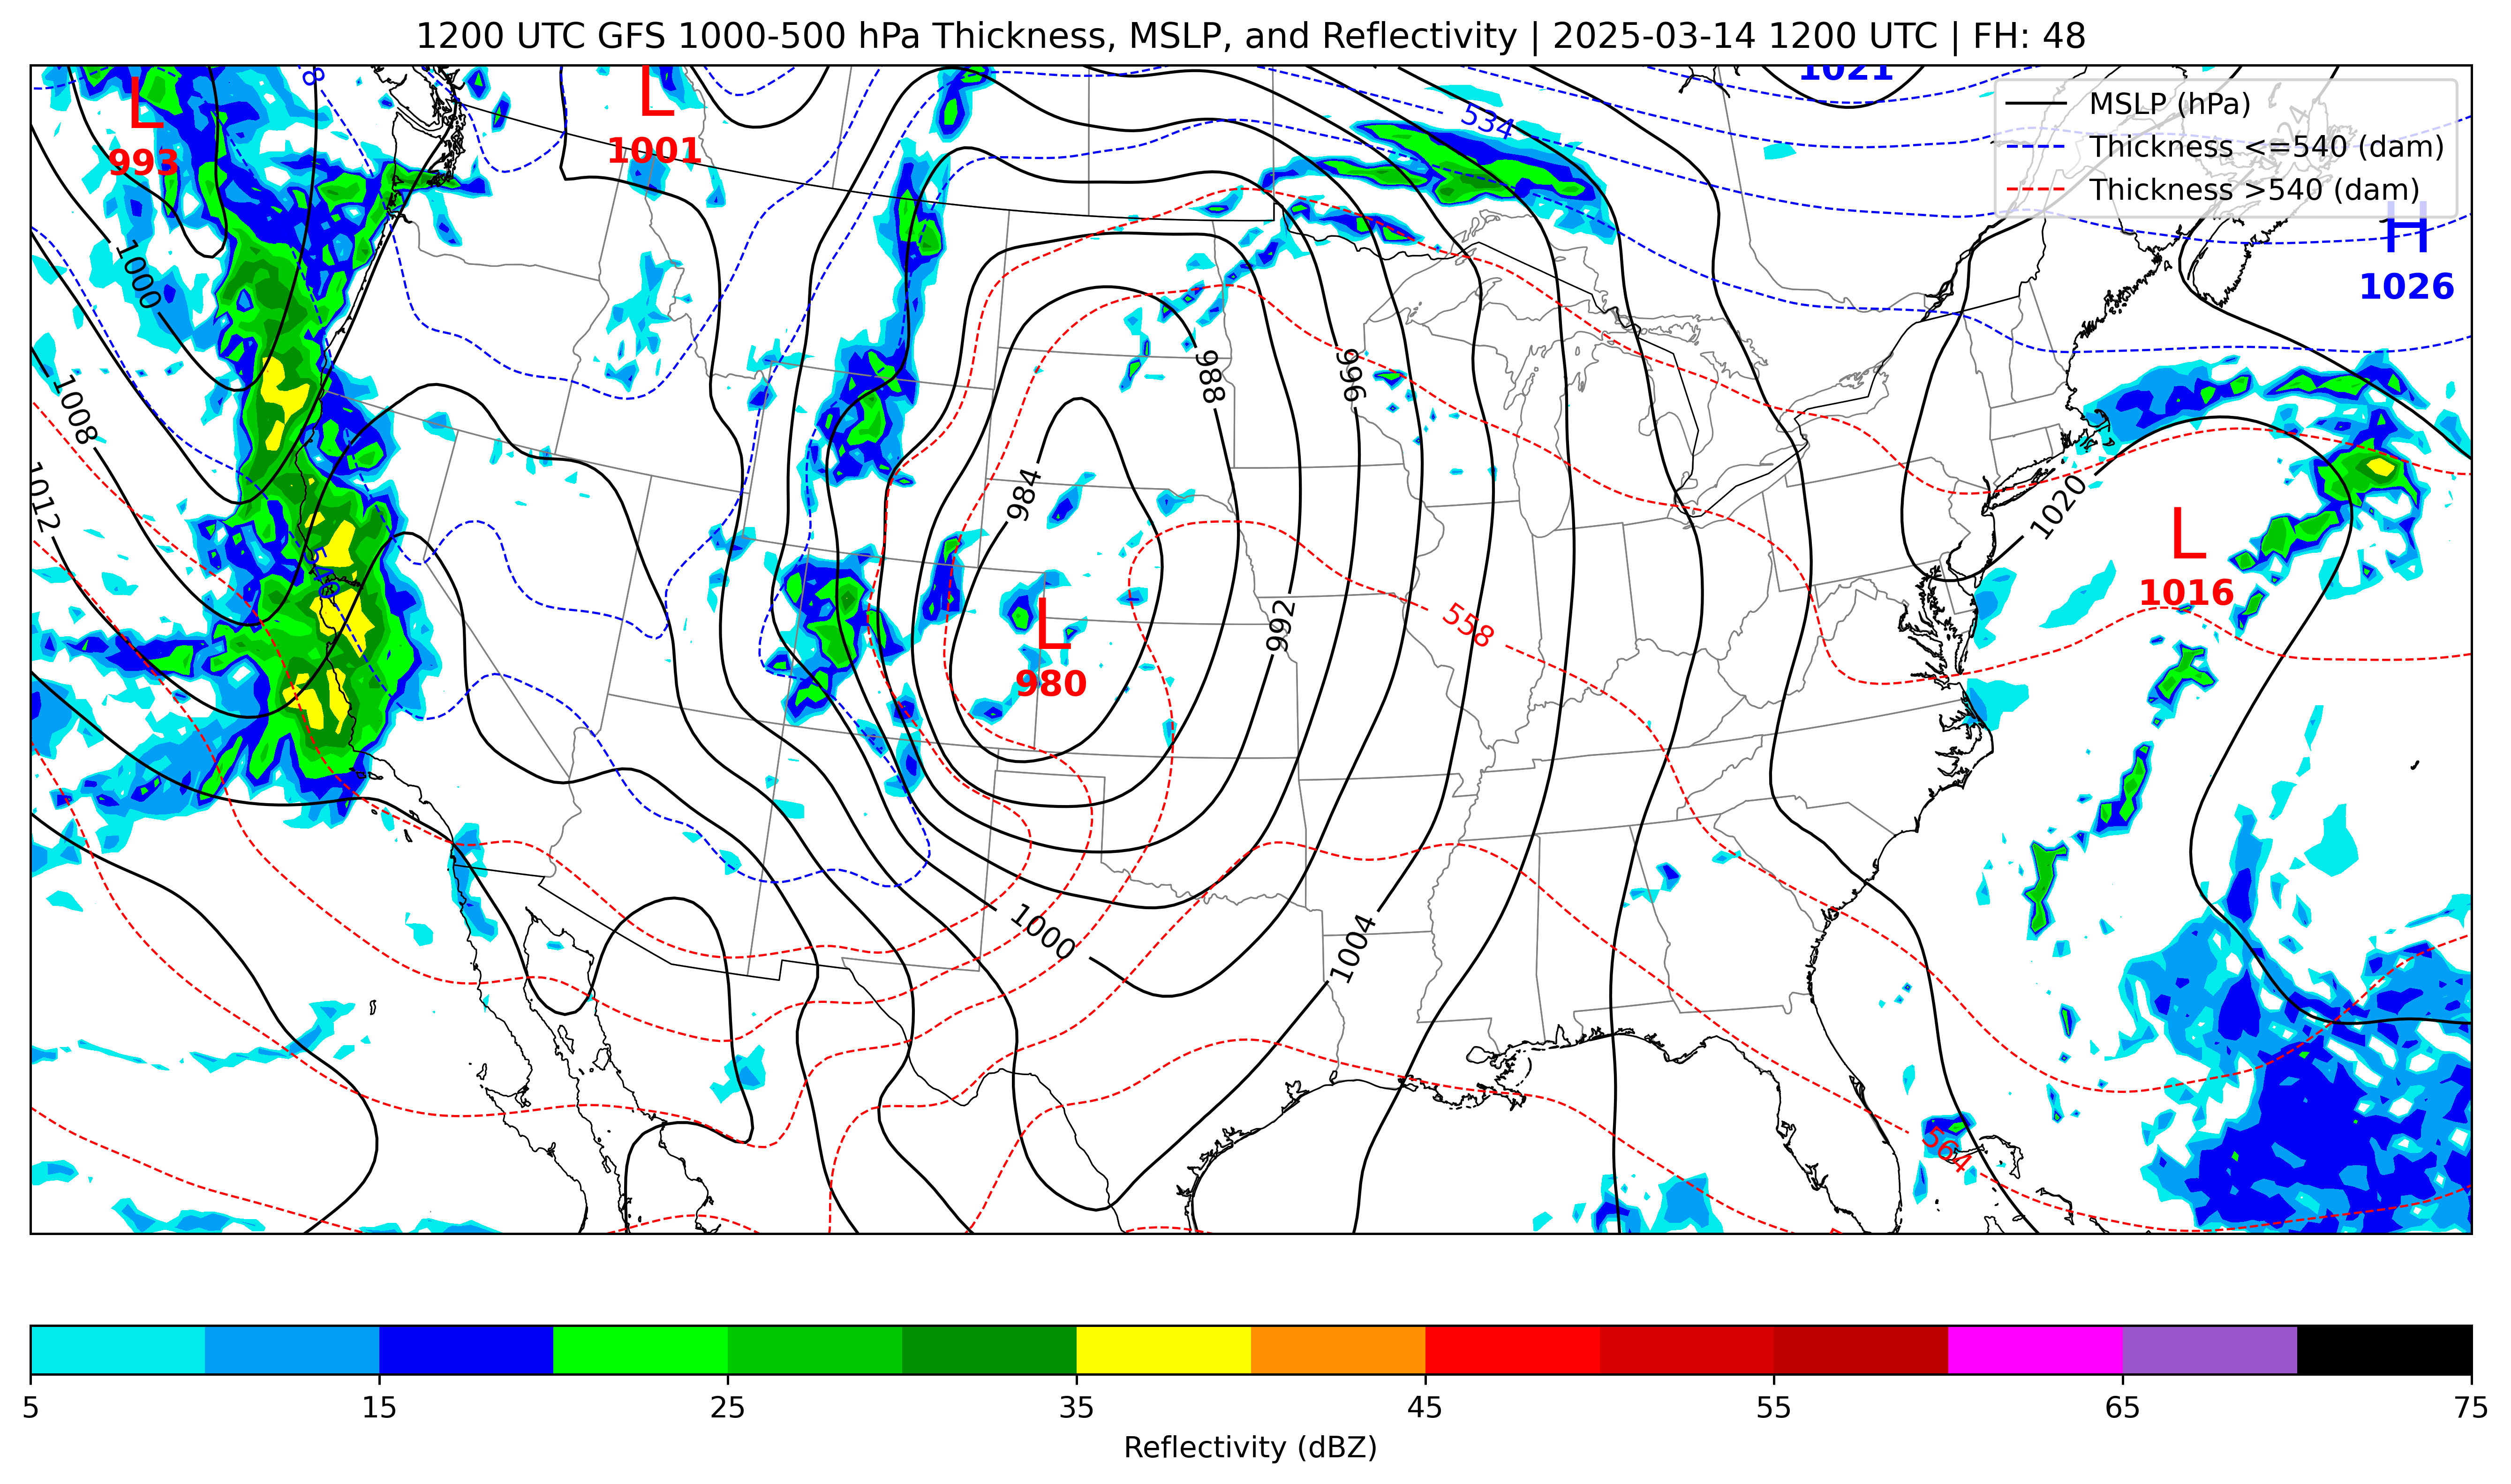 1200 UTC GFS 1000-500 hPa Thickness, MSLP, and Reflectivity | 2025-03-14 1200 UTC | FH: 48
8
L
993
L
1001
1021
534
MSLP (hPa)
Thickness <=540 (dam)
Thickness >540 (dam)
H
1026
1000
1008
1012
988
996
984
540
1020
L
1016
558
992
L
980
1000
1004
564
5
15
25
35
45
55
65
75
Reflectivity (dBZ)